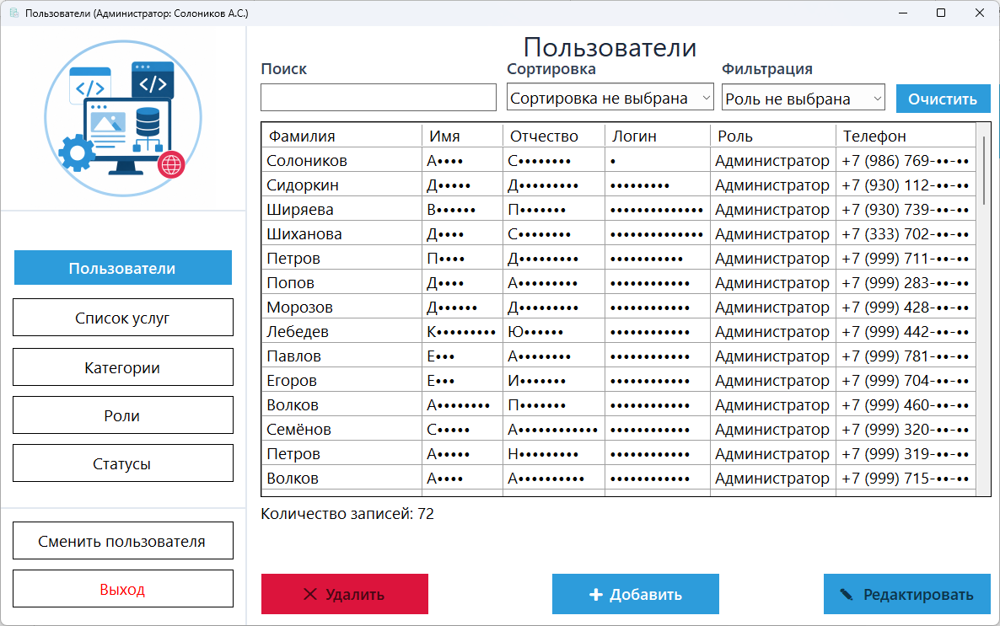 Пользователи (Администратор: Солоников А.С.)
Пользователи
Поиск Сортировка Фильтрация
Сортировка не выбрана Роль не выбрана Очистить
Фамилия Имя Отчество Логин Роль Телефон
Солоников А•••• С•••••••• • Администратор +7 (986) 769-••-••
Сидоркин Д••••• Д••••••••• ••••••••• Администратор +7 (930) 112-••-••
Ширяева В•••••• П••••••• •••••••••••••• Администратор +7 (930) 739-••-••
Шиханова Д•••• С•••••••• •••••••••••••• Администратор +7 (333) 702-••-••
Петров П•••• Д••••••••• ••••••••••• Администратор +7 (999) 711-••-••
Попов Д•••• А••••••••• •••••••••••• Администратор +7 (999) 283-••-••
Морозов Д•••••• Д••••••••• •••••••••••• Администратор +7 (999) 428-••-••
Лебедев К••••••••• Ю•••••• •••••••••••• Администратор +7 (999) 442-••-••
Павлов Е••• А•••••••• •••••••••••• Администратор +7 (999) 781-••-••
Егоров Е••• И••••••• •••••••••••• Администратор +7 (999) 704-••-••
Волков А•••••••• П••••••• •••••••••••• Администратор +7 (999) 460-••-••
Семёнов С••••• А•••••••••••• •••••••••••• Администратор +7 (999) 320-••-••
Петров А••••• Н••••••••• •••••••••••• Администратор +7 (999) 319-••-••
Волков А•••• А•••••••••• •••••••••••• Администратор +7 (999) 715-••-••
Количество записей: 72
Пользователи
Список услуг
Категории
Роли
Статусы
Сменить пользователя
Выход
Удалить Добавить Редактировать